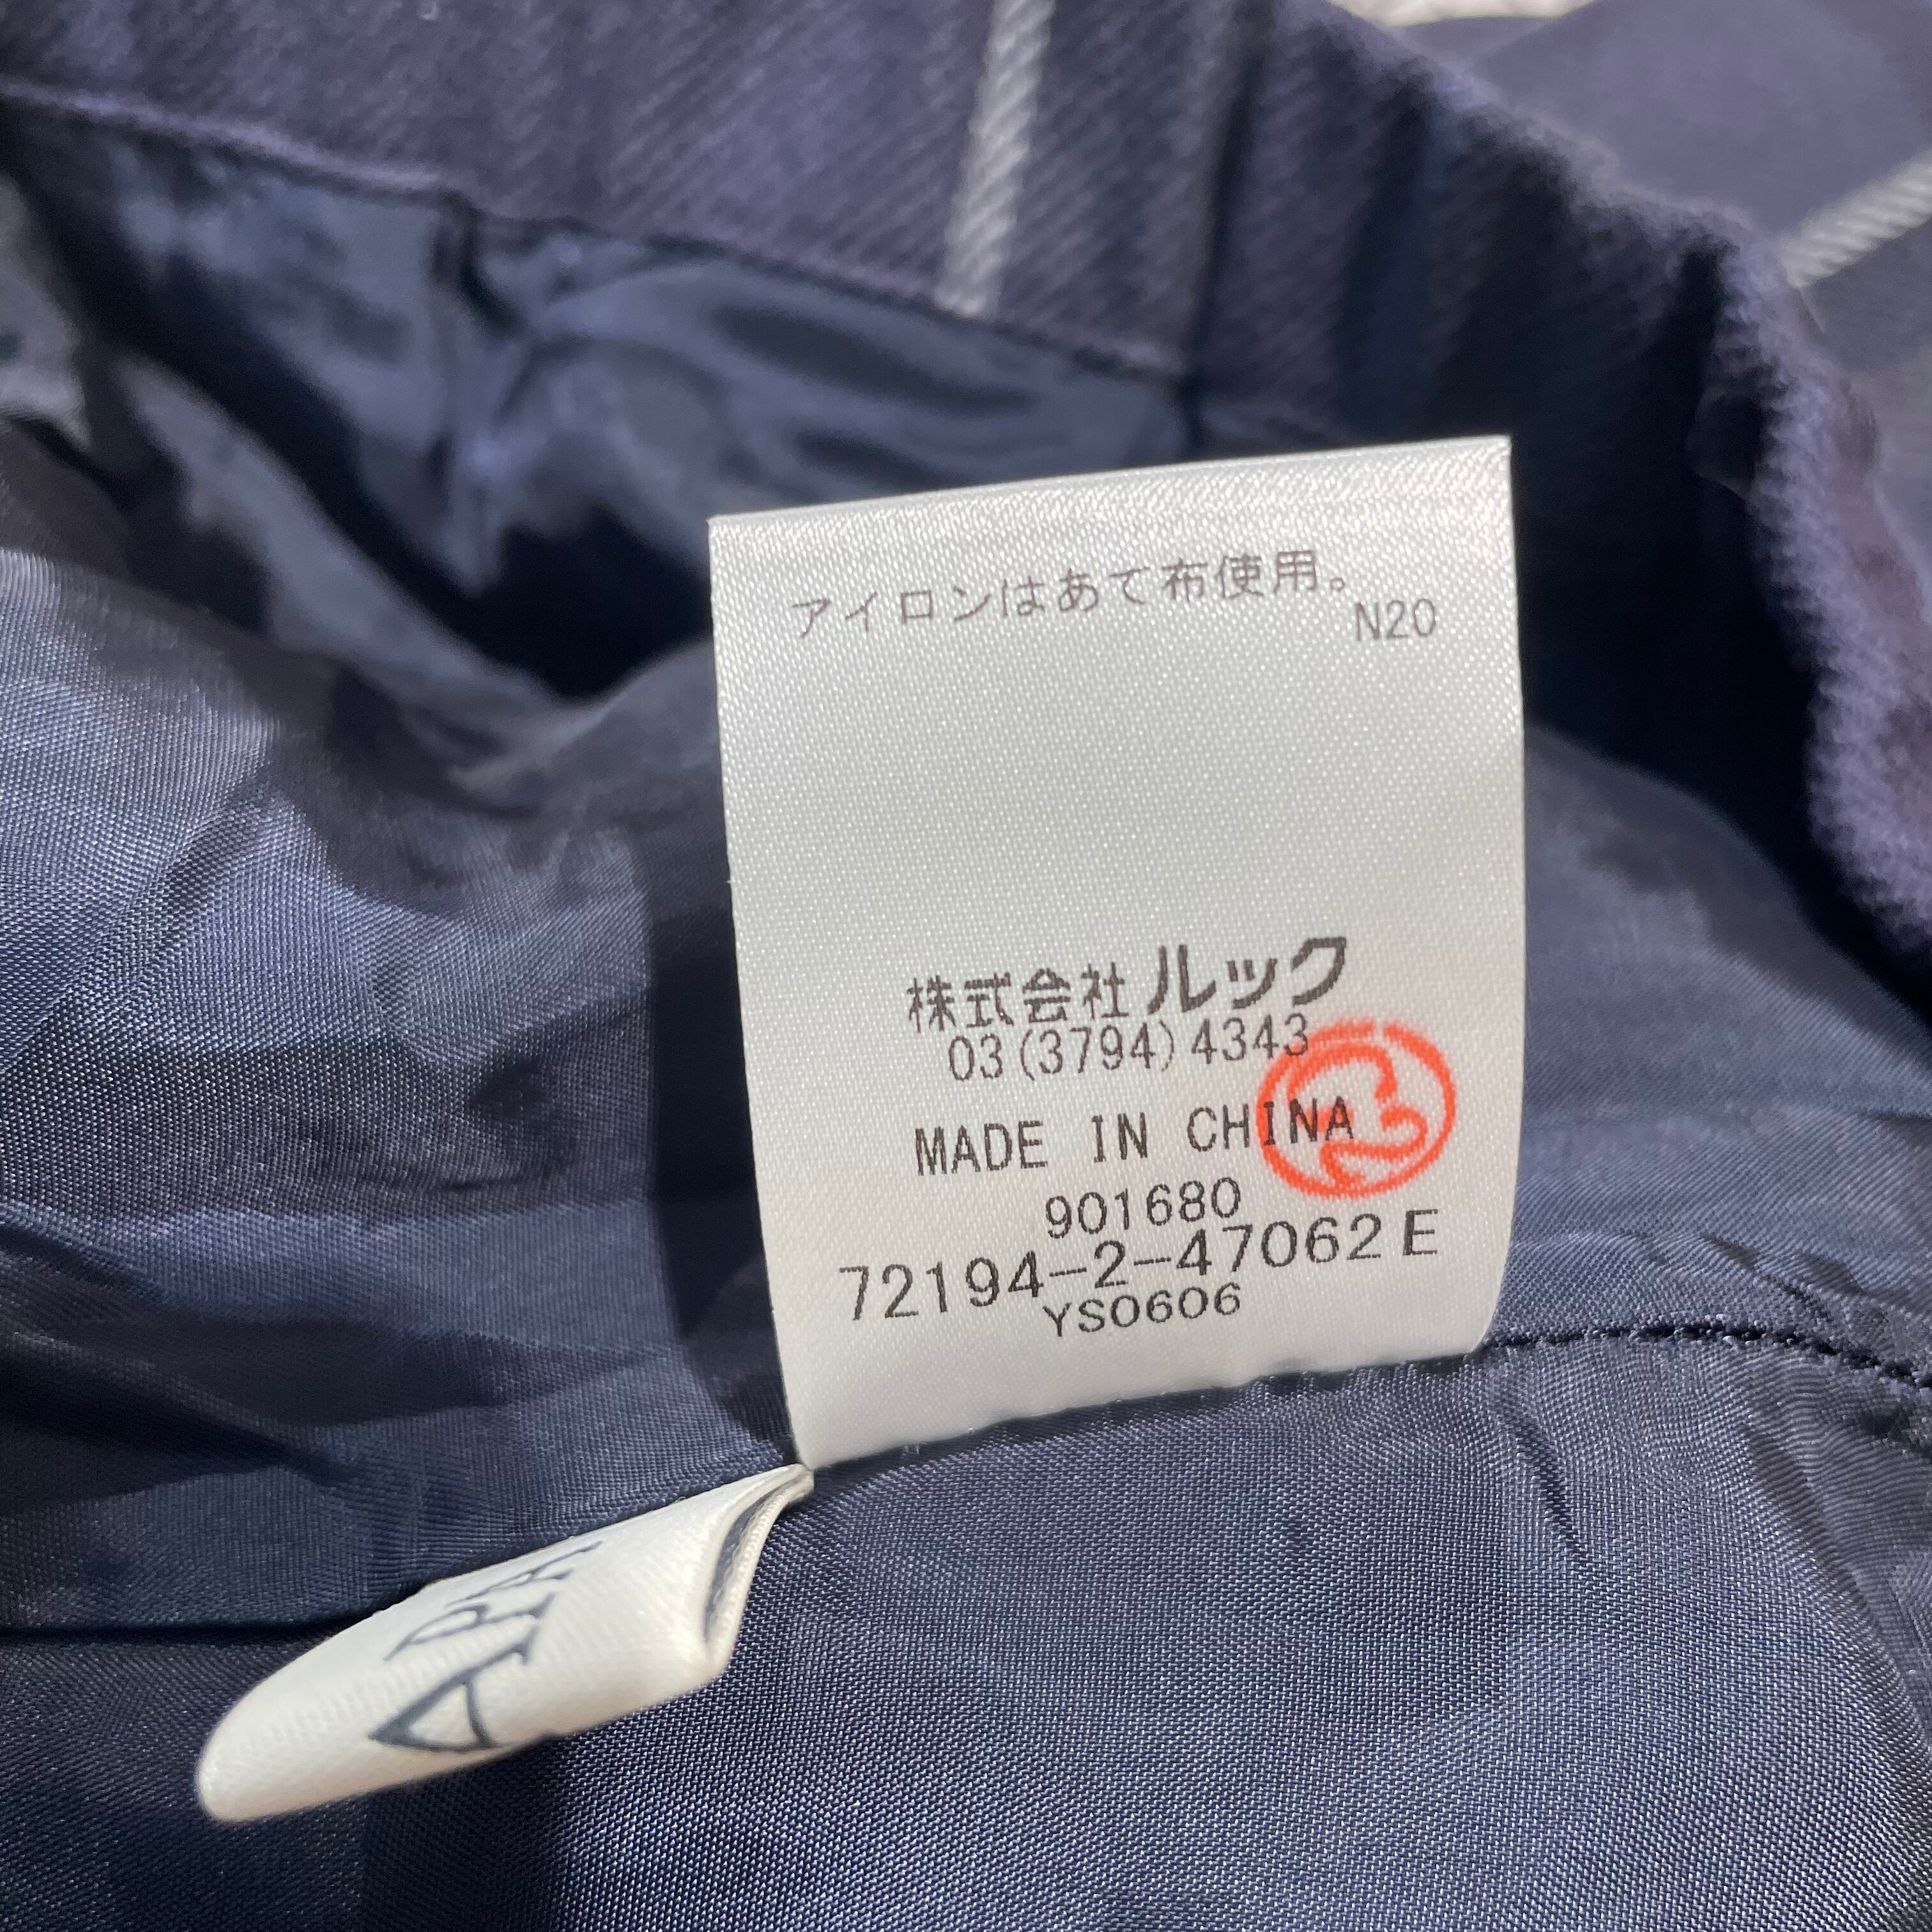 アイロンはあて布使用。
N20
株式会社ルック
03(3794)4343
MADE IN CHINA
901680
72194-2-47062E
YS0606